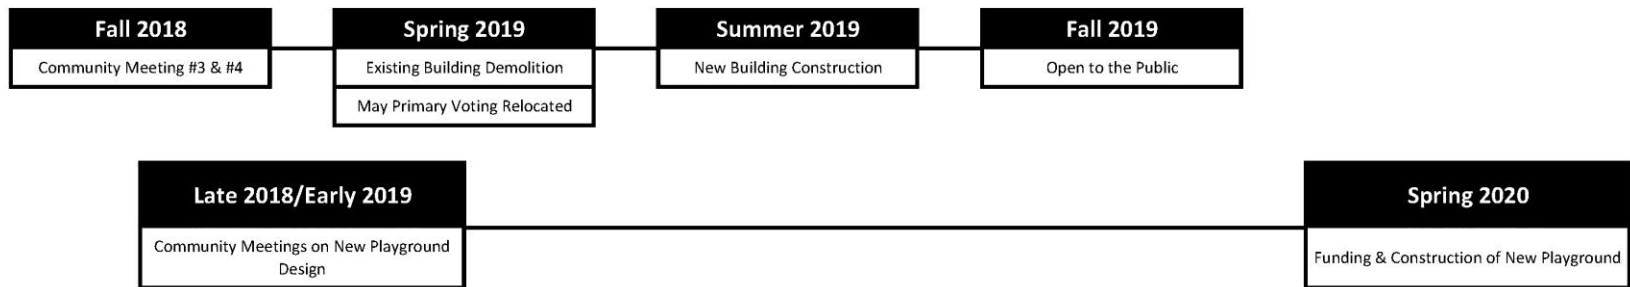 Fall 2018
Community Meeting #3 & #4
Spring 2019
Existing Building Demolition
May Primary Voting Relocated
Summer 2019
New Building Construction
Fall 2019
Open to the Public
Late 2018/Early 2019
Community Meetings on New Playground
Design
Spring 2020
Funding & Construction of New Playground